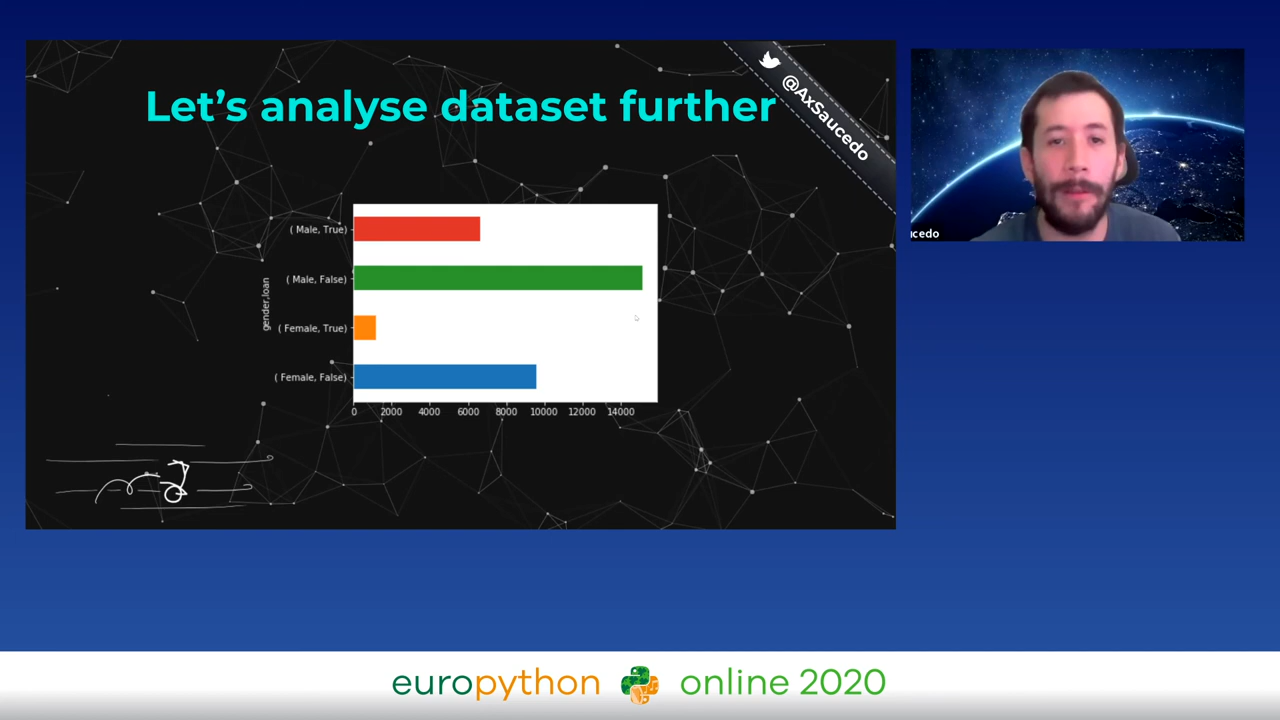 Let's analyse dataset further
@AxSaucedo
ucedo
gender,loan
( Male, True)
( Male, False)
( Female, True)
( Female, False)
0 2000 4000 6000 8000 10000 12000 14000
europython online 2020